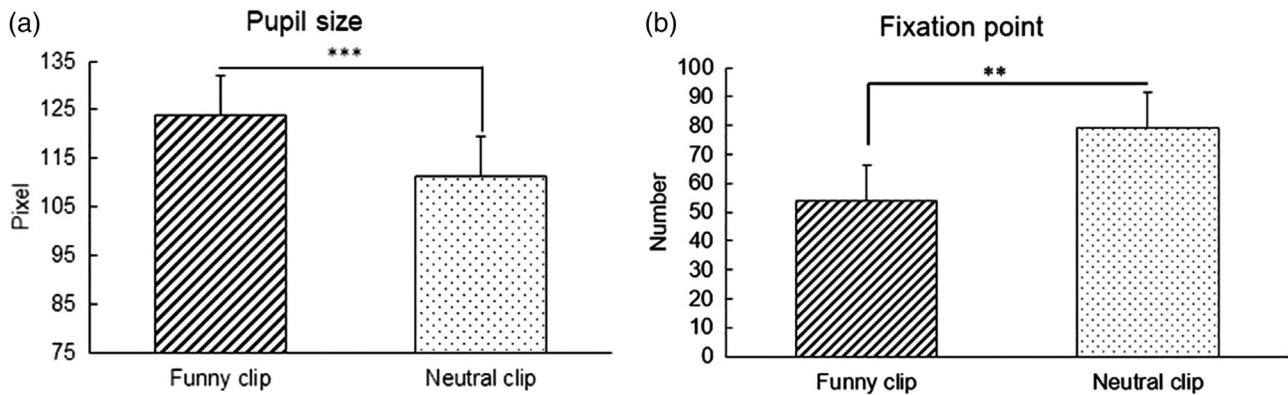 (a)
Pupil size
Pixel
135
125
115
105
95
85
75
***
Funny clip
Neutral clip
(b)
Fixation point
Number
100
90
80
70
60
50
40
30
20
10
0
**
Funny clip
Neutral clip